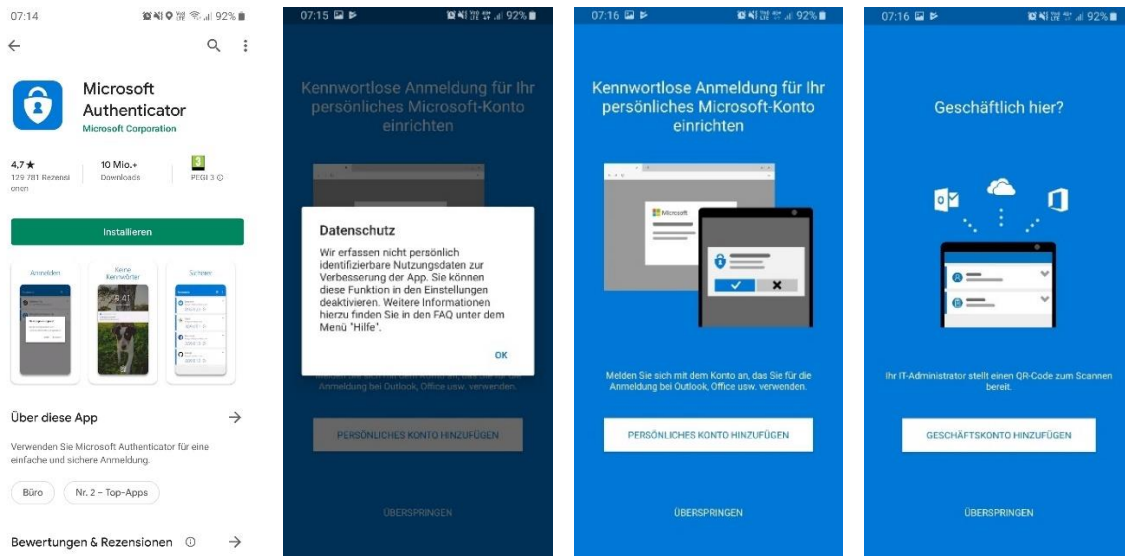 07:14
92%
Microsoft
Authenticator
Microsoft Corporation
4,7★
129 781 Rezensi
onen
10 Mio.+
Downloads
3
PEGI 3
Installieren
Anmelden
Keine
Kennwörter
Sicherer
Über diese App
Verwenden Sie Microsoft Authenticator für eine
einfache und sichere Anmeldung.
Büro
Nr. 2 – Top-Apps
Bewertungen & Rezensionen
07:15
92%
Kennwortlose Anmeldung für Ihr
persönliches Microsoft-Konto
einrichten
Datenschutz
Wir erfassen nicht persönlich
identifizierbare Nutzungsdaten zur
Verbesserung der App. Sie können
diese Funktion in den Einstellungen
deaktivieren. Weitere Informationen
hierzu finden Sie in den FAQ unter dem
Menü "Hilfe".
OK
Anmeldung bei Outlook, Office usw. verwenden.
PERSÖNLICHES KONTO HINZUFÜGEN
ÜBERSPRINGEN
07:16
92%
Kennwortlose Anmeldung für Ihr
persönliches Microsoft-Konto
einrichten
Microsoft
Melden Sie sich mit dem Konto an, das Sie für die
Anmeldung bei Outlook, Office usw. verwenden.
PERSÖNLICHES KONTO HINZUFÜGEN
ÜBERSPRINGEN
07:16
92%
Geschäftlich hier?
Ihr IT-Administrator stellt einen QR-Code zum Scannen
bereit.
GESCHÄFTSKONTO HINZUFÜGEN
ÜBERSPRINGEN